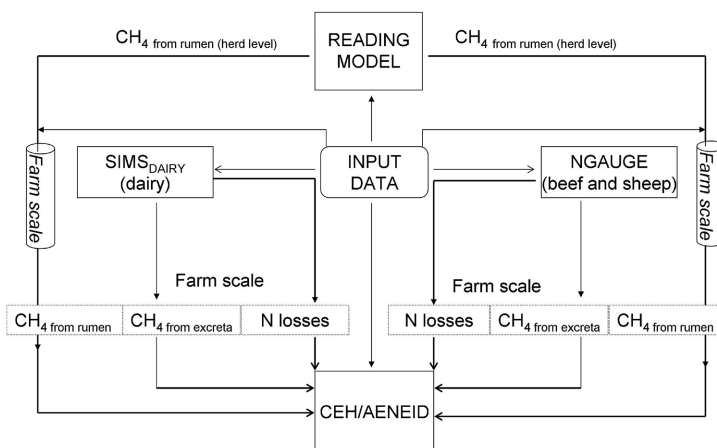 CH4 from rumen (herd level)
READING
MODEL
CH4 from rumen (herd level)
Farm scale
SIMSDAIRY
(dairy)
INPUT
DATA
NGAUGE
(beef and sheep)
Farm scale
Farm scale
Farm scale
CH4 from rumen
CH4 from excreta
N losses
N losses
CH4 from excreta
CH4 from rumen
CEH/AENEID